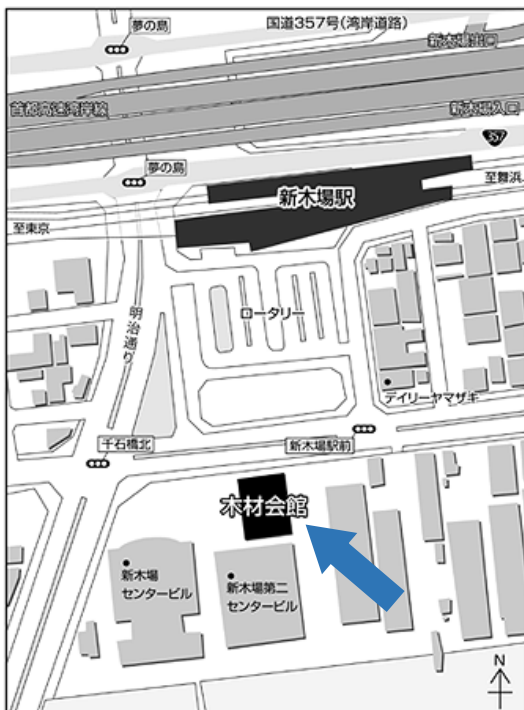 夢の島
国道357号(湾岸道路)
新木場出口
首都高速湾岸線
新木場入口
357
夢の島
至舞浜
新木場駅
至東京
明治通り
ロータリー
デイリーヤマザキ
千石橋北
新木場駅前
木材会館
新木場
センタービル
新木場第二
センタービル
N